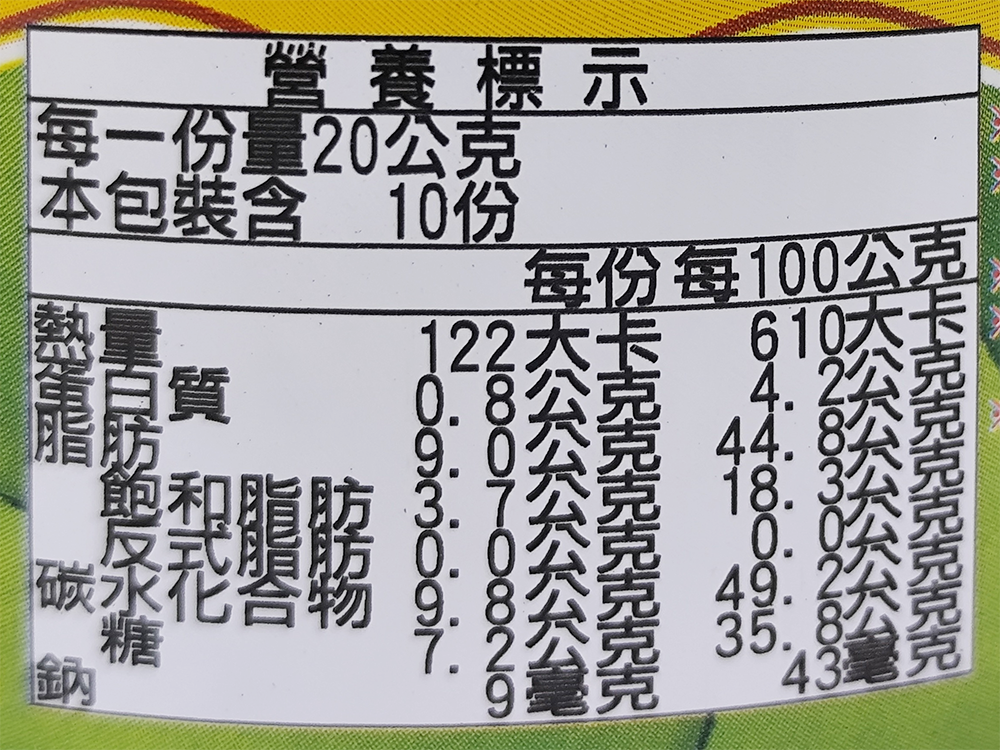 營養標示
每一份量20公克
本包裝含 10份
每份 每100公克
熱量 122大卡 610大卡
蛋白質 0.8公克 4.2公克
脂肪 9.0公克 44.8公克
飽和脂肪 3.7公克 18.3公克
反式脂肪 0.0公克 0.0公克
碳水化合物 9.8公克 49.2公克
糖 7.2公克 35.8公克
鈉 9毫克 43毫克